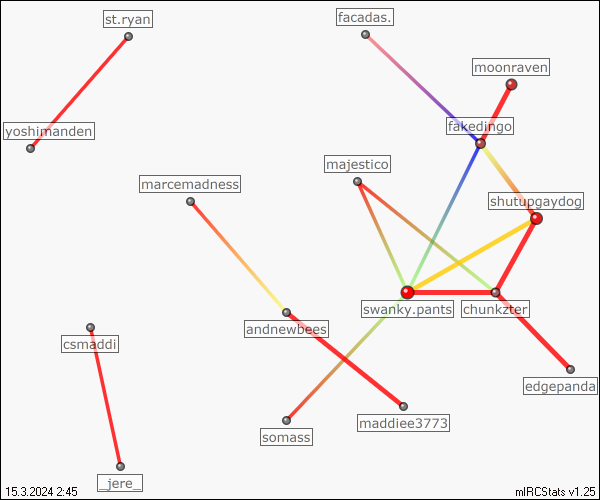 st.ryan
facadas.
moonraven
yoshimanden
fakedingo
majestico
marcemadness
shutupgaydog
swanky.pants
chunkzter
andnewbees
csmaddi
edgepanda
maddiee3773
somass
_jere_
15.3.2024 2:45
mIRCStats v1.25